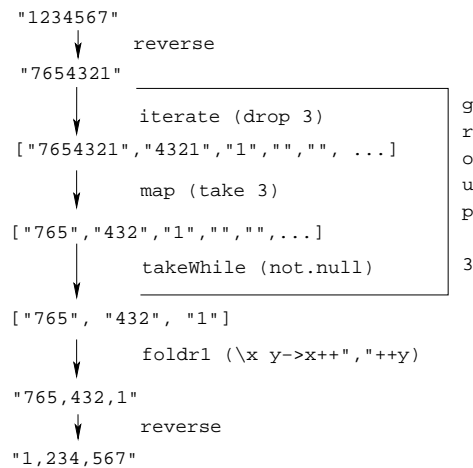 "1234567"
reverse
"7654321"
iterate (drop 3)
["7654321","4321","1","","", ...]
map (take 3)
["765","432","1","","",...]
takeWhile (not.null)
["765", "432", "1"]
foldr1 (\x y->x++","++y)
"765,432,1"
reverse
"1,234,567"
g
r
o
u
p
3